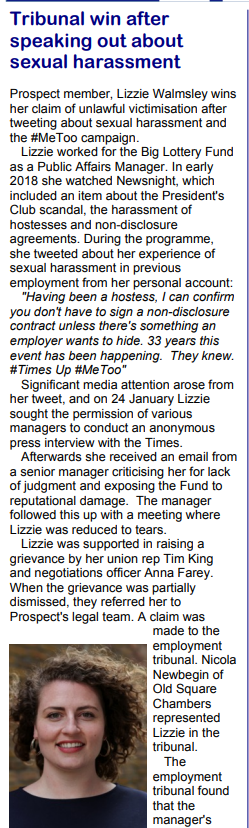 Tribunal win after
speaking out about
sexual harassment
Prospect member, Lizzie Walmsley wins
her claim of unlawful victimisation after
tweeting about sexual harassment and
the #MeToo campaign.
Lizzie worked for the Big Lottery Fund
as a Public Affairs Manager. In early
2018 she watched Newsnight, which
included an item about the President's
Club scandal, the harassment of
hostesses and non-disclosure
agreements. During the programme,
she tweeted about her experience of
sexual harassment in previous
employment from her personal account:
"Having been a hostess, I can confirm
you don't have to sign a non-disclosure
contract unless there's something an
employer wants to hide. 33 years this
event has been happening. They knew.
#Times Up #MeToo"
Significant media attention arose from
her tweet, and on 24 January Lizzie
sought the permission of various
managers to conduct an anonymous
press interview with the Times.
Afterwards she received an email from
a senior manager criticising her for lack
of judgment and exposing the Fund to
reputational damage. The manager
followed this up with a meeting where
Lizzie was reduced to tears.
Lizzie was supported in raising a
grievance by her union rep Tim King
and negotiations officer Anna Farey.
When the grievance was partially
dismissed, they referred her to
Prospect's legal team. A claim was
made to the
employment
tribunal. Nicola
Newbegin of
Old Square
Chambers
represented
Lizzie in the
tribunal.
The
employment
tribunal found
that the
manager's